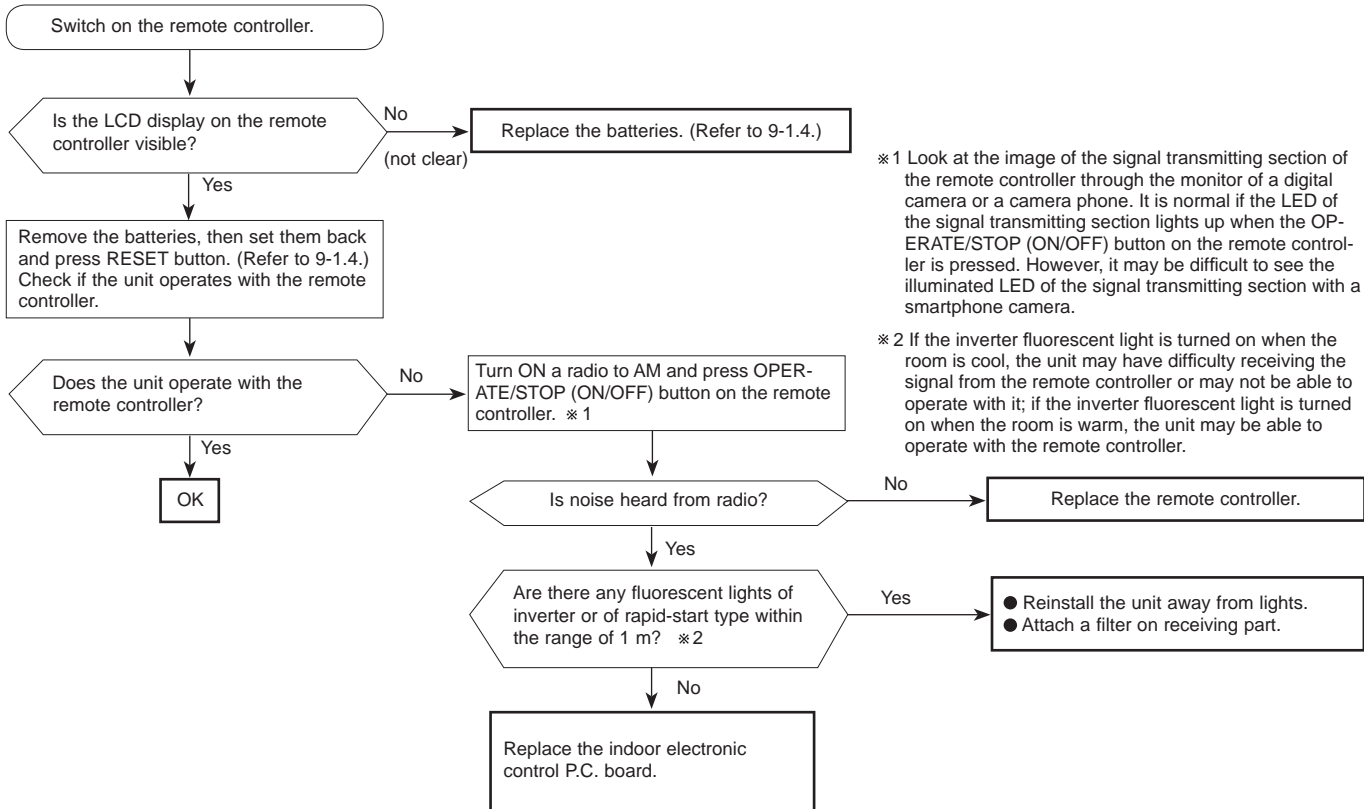 Switch on the remote controller.
Is the LCD display on the remote
controller visible?
No
(not clear)
Replace the batteries. (Refer to 9-1.4.)
Yes
Remove the batteries, then set them back
and press RESET button. (Refer to 9-1.4.)
Check if the unit operates with the remote
controller.
Does the unit operate with the
remote controller?
Yes
OK
No
Turn ON a radio to AM and press OPER-
ATE/STOP (ON/OFF) button on the remote
controller. ※1
Is noise heard from radio?
No
Replace the remote controller.
Yes
Are there any fluorescent lights of
inverter or of rapid-start type within
the range of 1 m? ※2
Yes
● Reinstall the unit away from lights.
● Attach a filter on receiving part.
No
Replace the indoor electronic
control P.C. board.
※1 Look at the image of the signal transmitting section of
the remote controller through the monitor of a digital
camera or a camera phone. It is normal if the LED of
the signal transmitting section lights up when the OP-
ERATE/STOP (ON/OFF) button on the remote control-
ler is pressed. However, it may be difficult to see the
illuminated LED of the signal transmitting section with a
smartphone camera.
※2 If the inverter fluorescent light is turned on when the
room is cool, the unit may have difficulty receiving the
signal from the remote controller or may not be able to
operate with it; if the inverter fluorescent light is turned
on when the room is warm, the unit may be able to
operate with the remote controller.